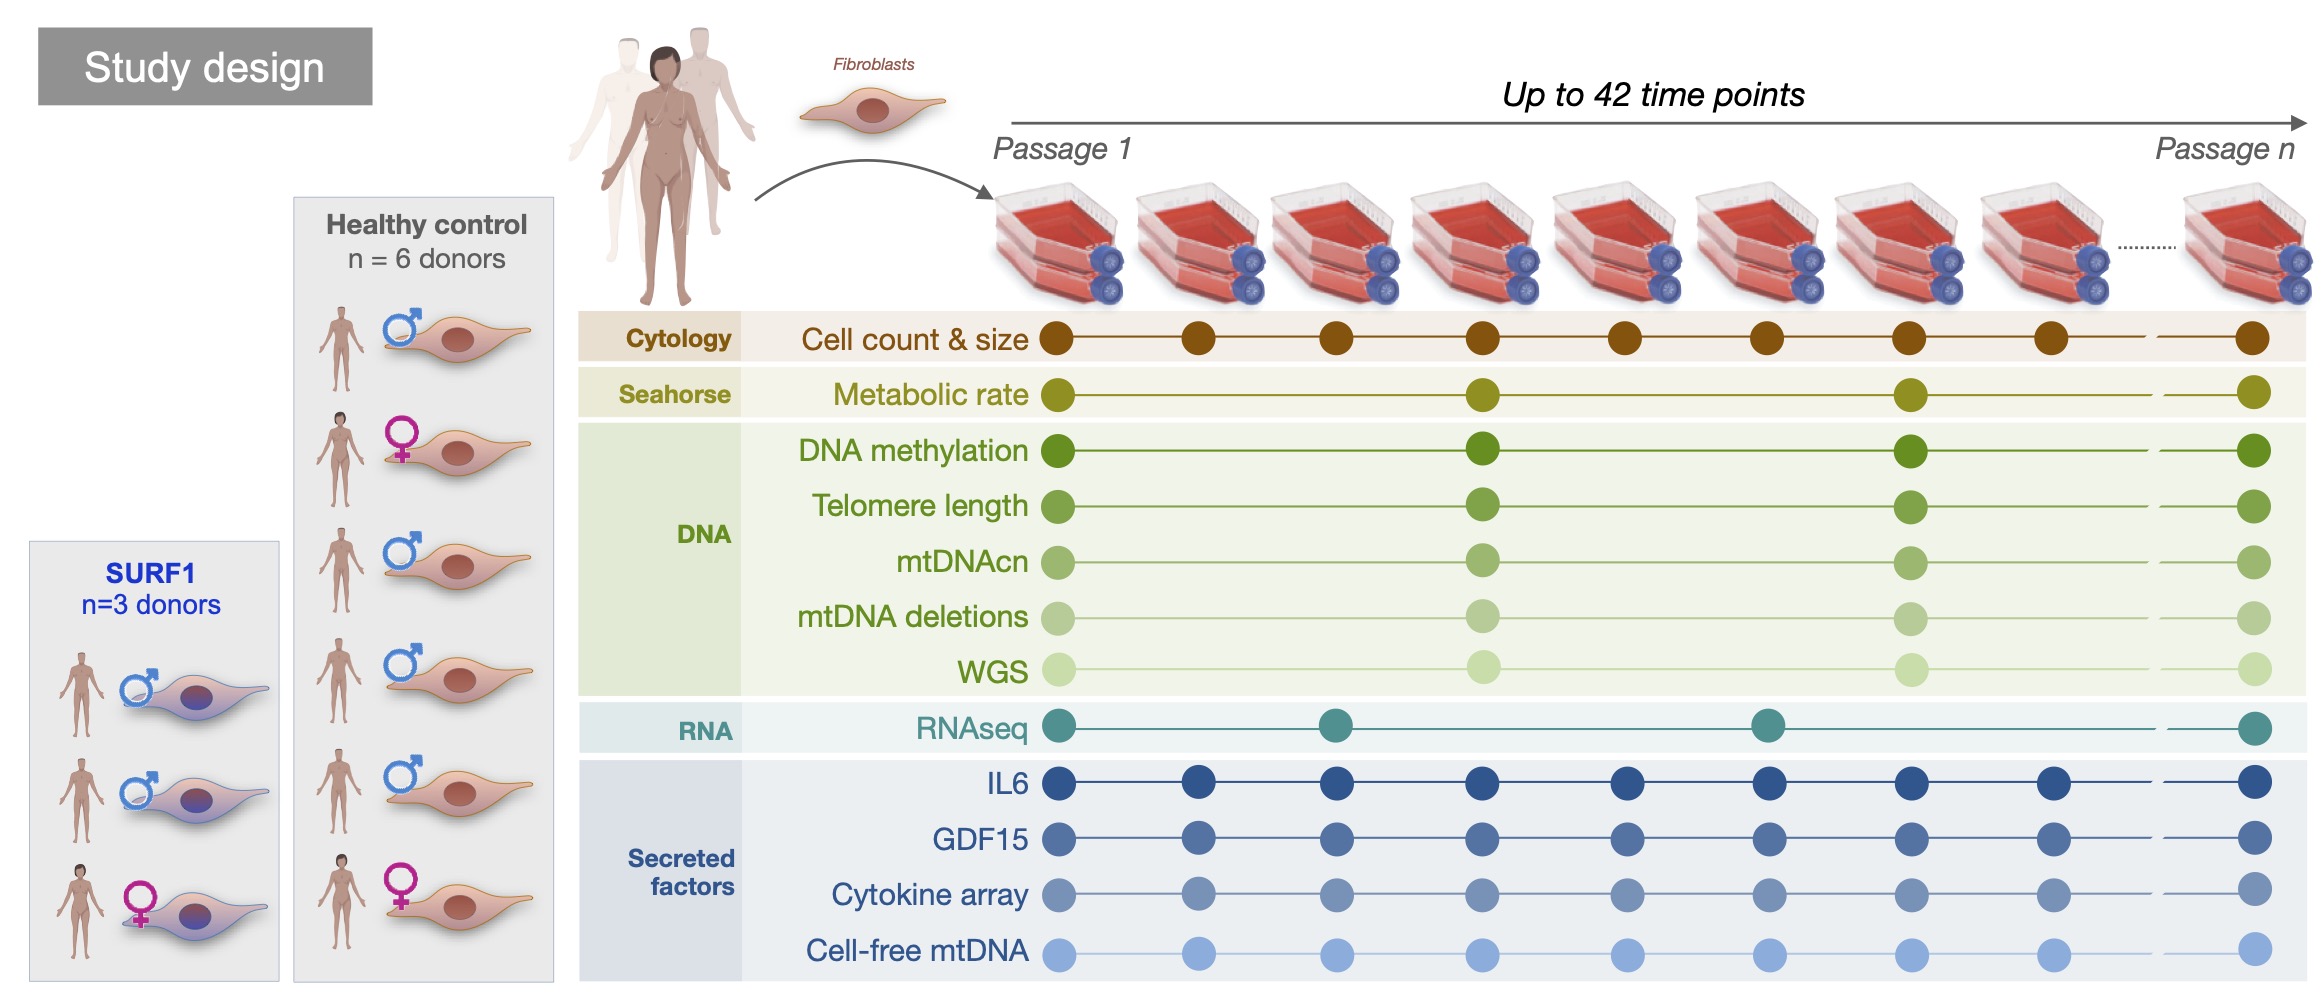 Study design
Fibroblasts
Up to 42 time points
Passage 1
Passage n
Healthy control
n = 6 donors
SURF1
n=3 donors
Cytology
Cell count & size
Seahorse
Metabolic rate
DNA
DNA methylation
Telomere length
mtDNAcn
mtDNA deletions
WGS
RNA
RNAseq
Secreted
factors
IL6
GDF15
Cytokine array
Cell-free mtDNA